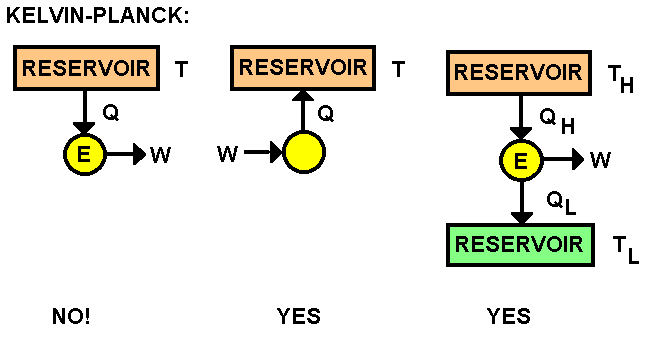 KELVIN-PLANCK:
RESERVOIR T
Q
E W
NO!
RESERVOIR T
Q
W
YES
RESERVOIR TH
QH
E W
QL
RESERVOIR TL
YES